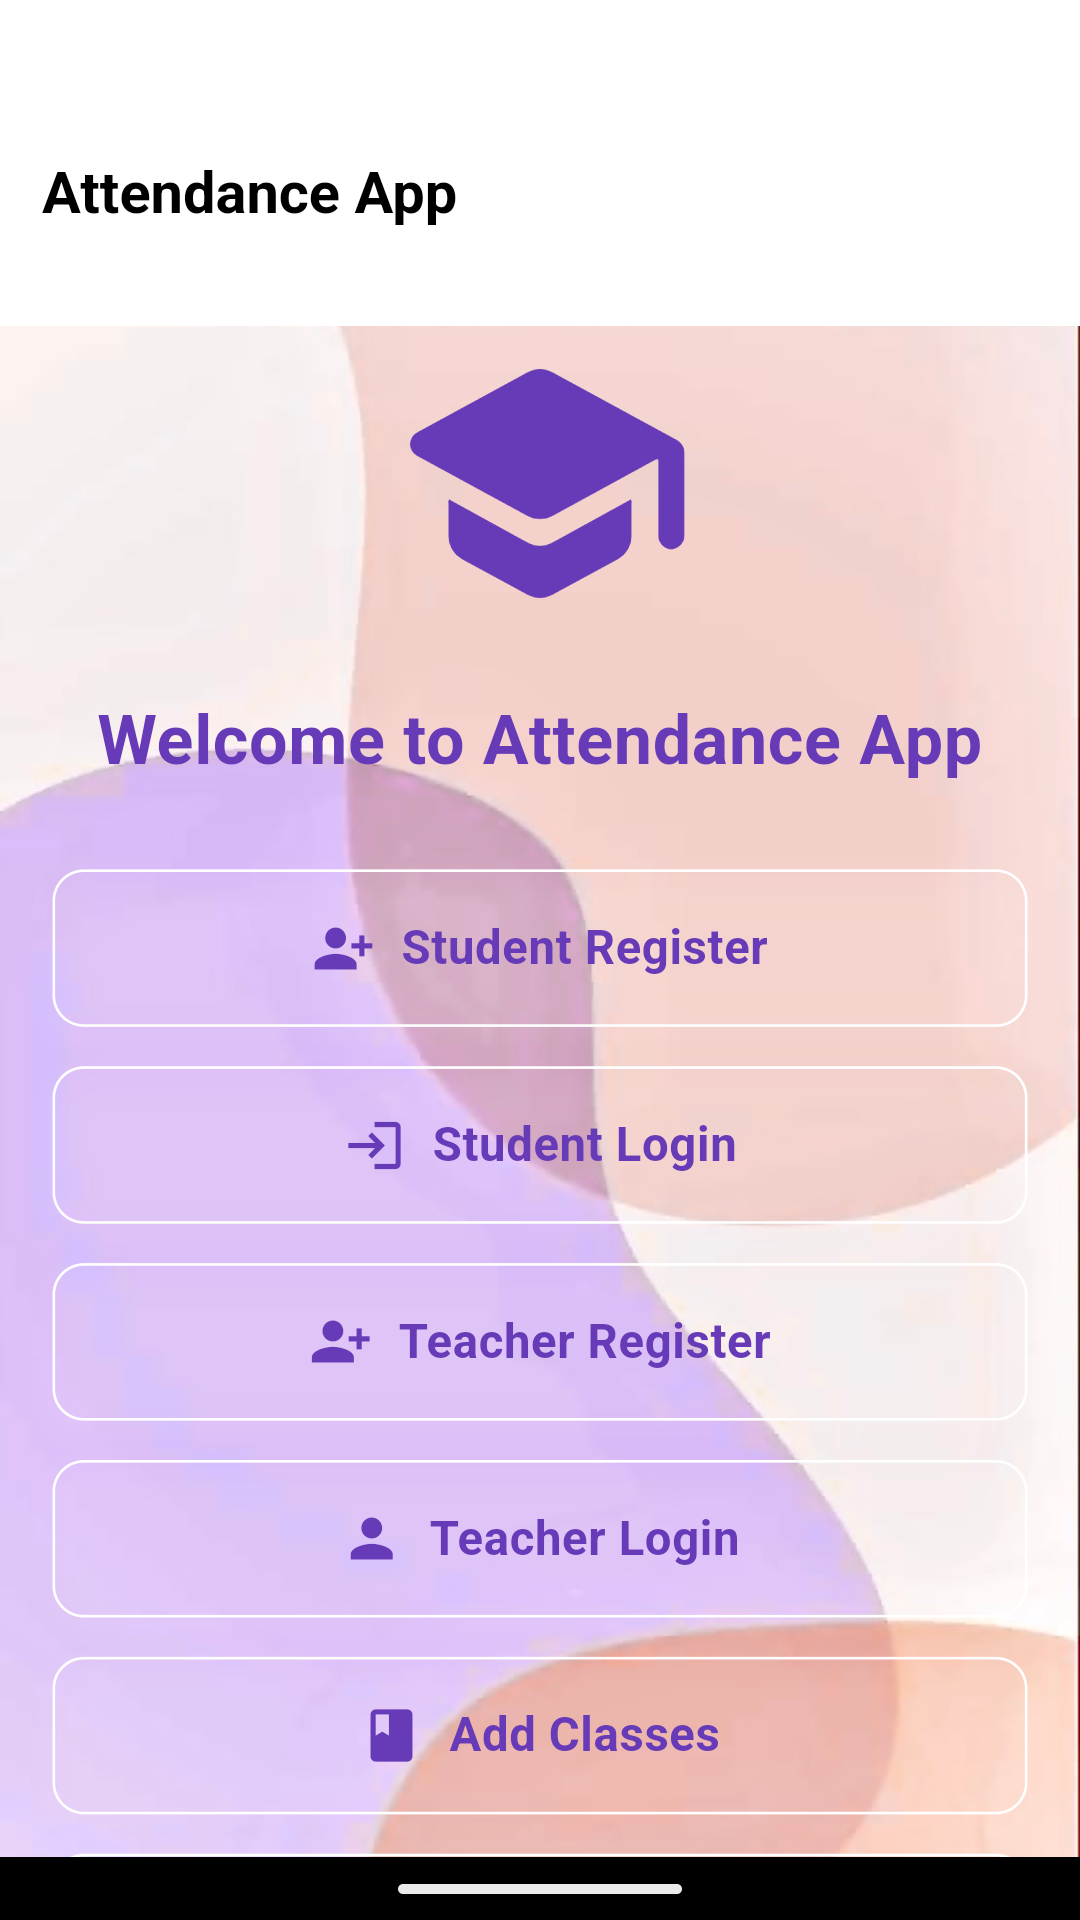 Attendance App
Welcome to Attendance App
Student Register
Student Login
Teacher Register
Teacher Login
Add Classes